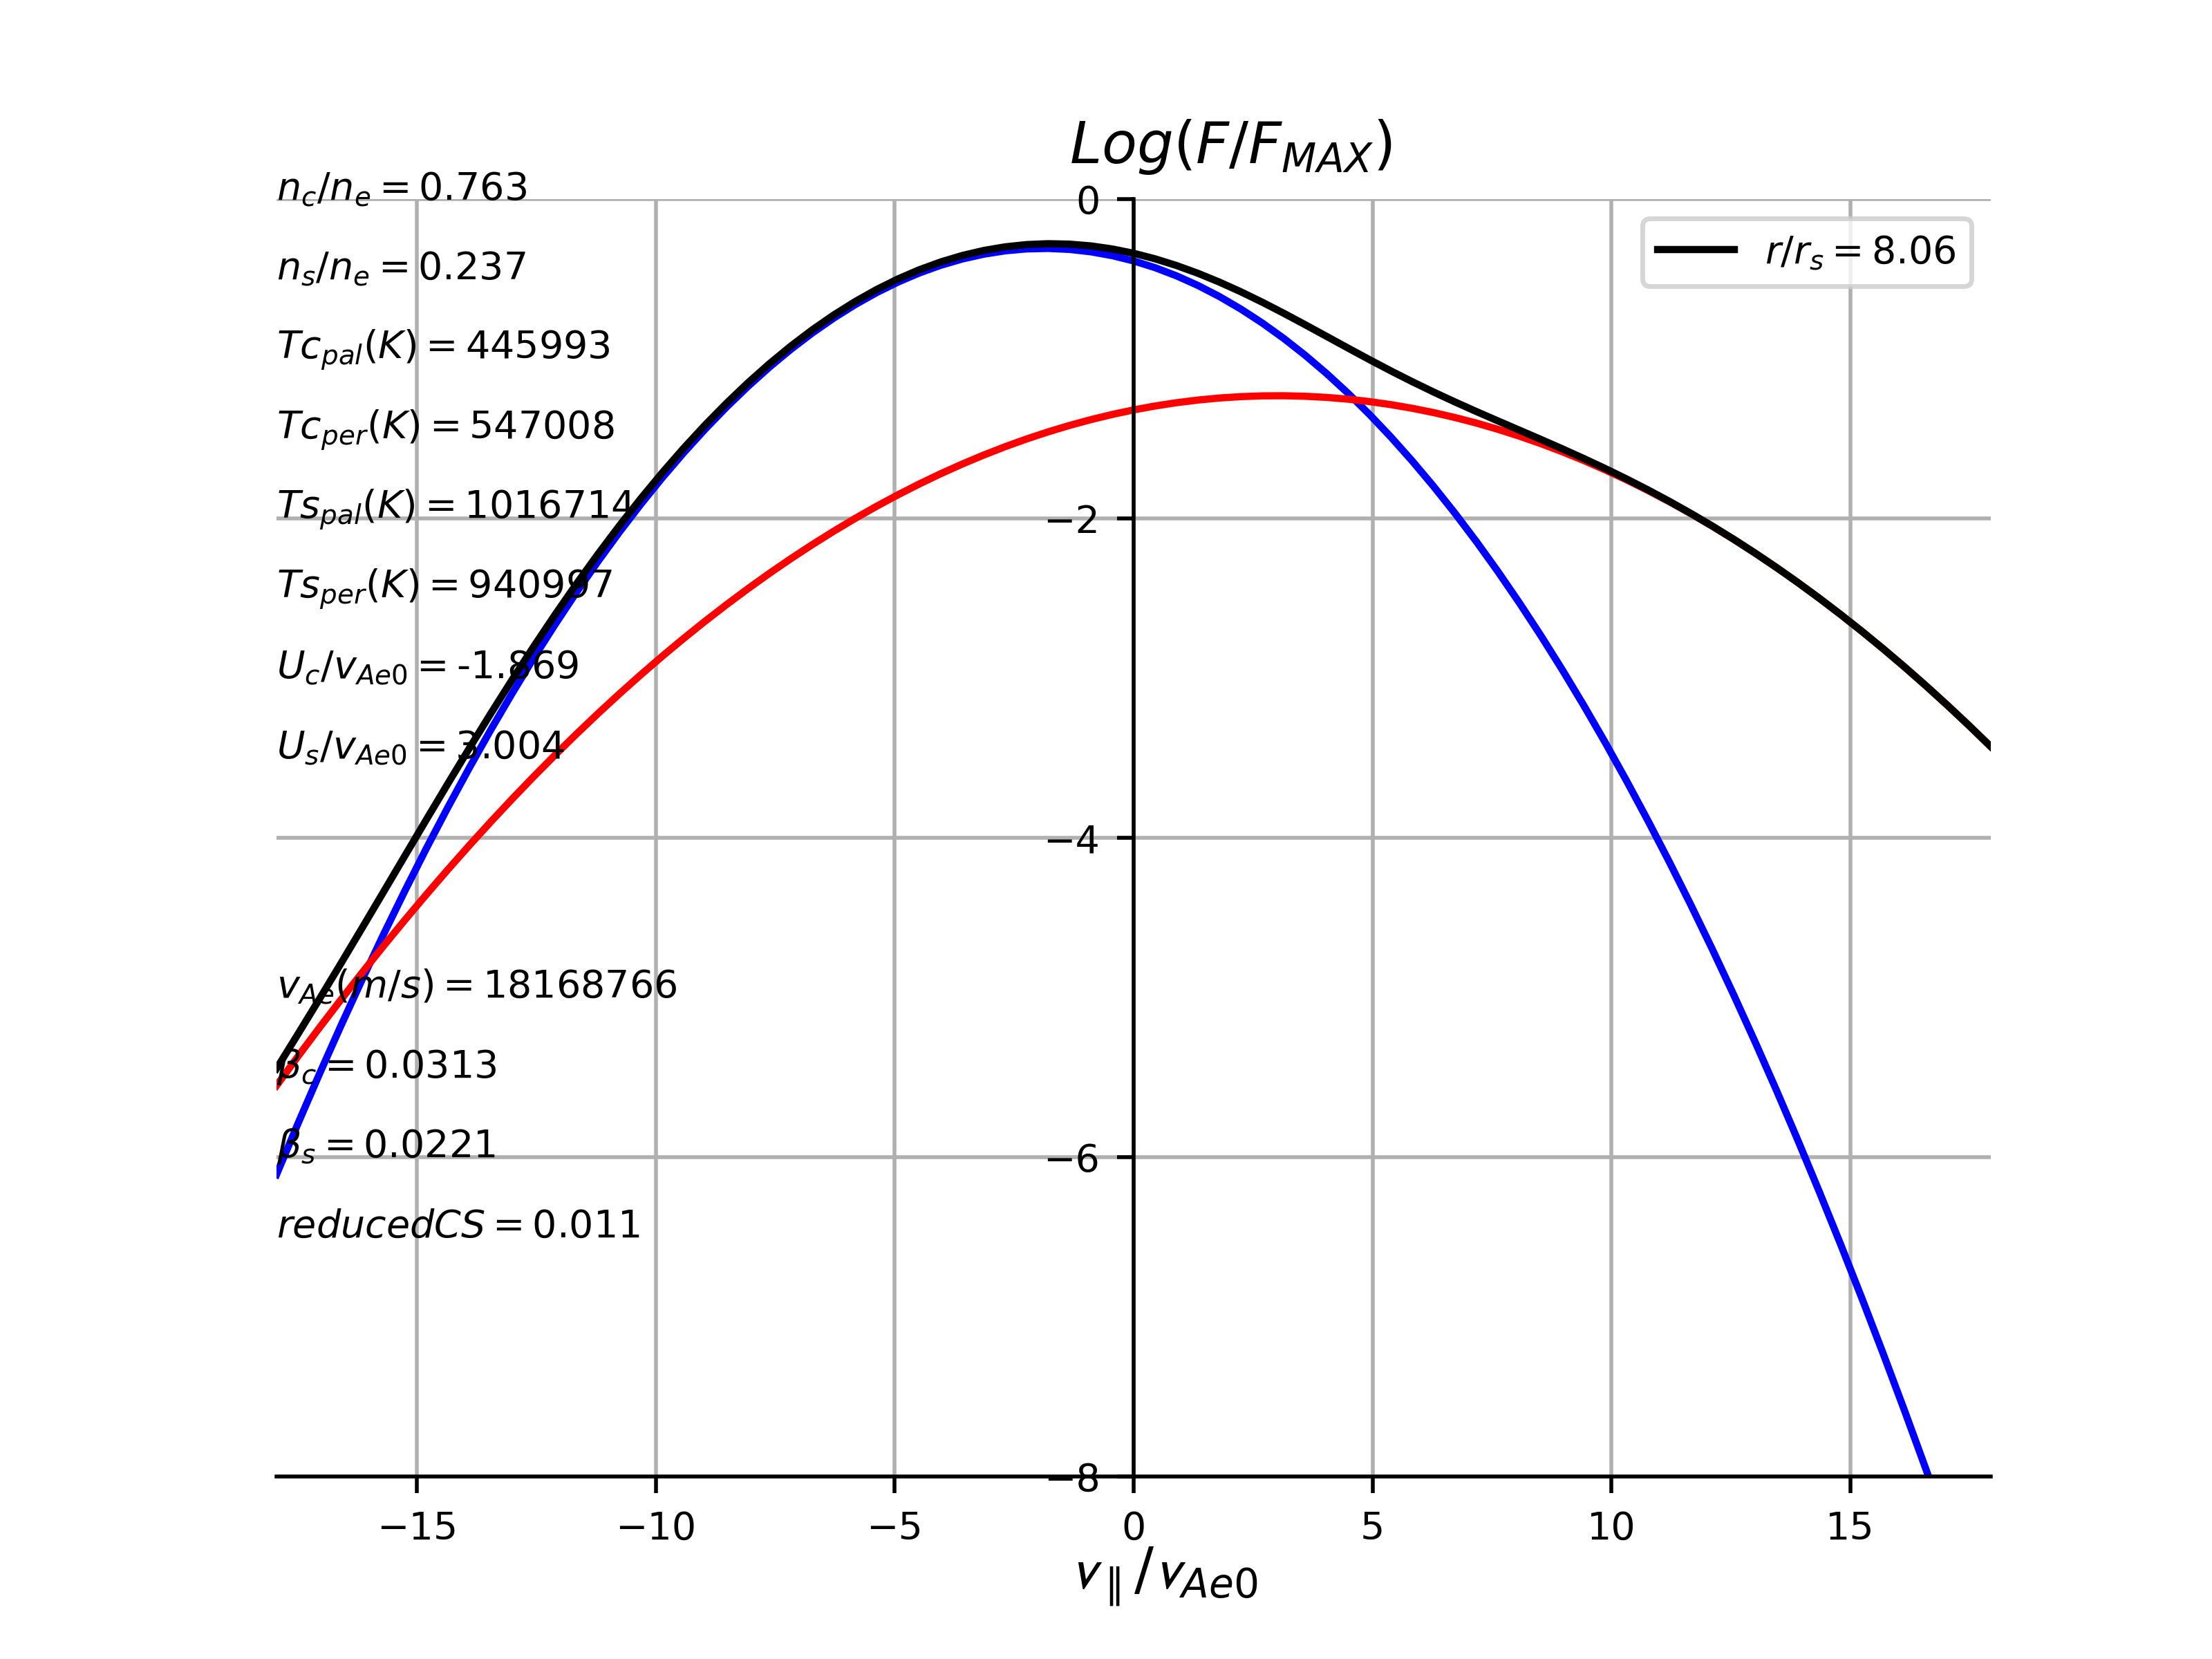 Log(F/F_MAX)
n_c/n_e = 0.763
n_s/n_e = 0.237
Tc_pal(K) = 445993
Tc_per(K) = 547008
Ts_pal(K) = 1016714
Ts_per(K) = 940997
U_c/v_Ae0 = -1.869
U_s/v_Ae0 = 3.004
v_Ae(m/s) = 18168766
β_c = 0.0313
β_s = 0.0221
reducedCS = 0.011
r/r_s = 8.06
0
−2
−4
−6
−8
−15 −10 −5 0 5 10 15
v_∥/v_Ae0